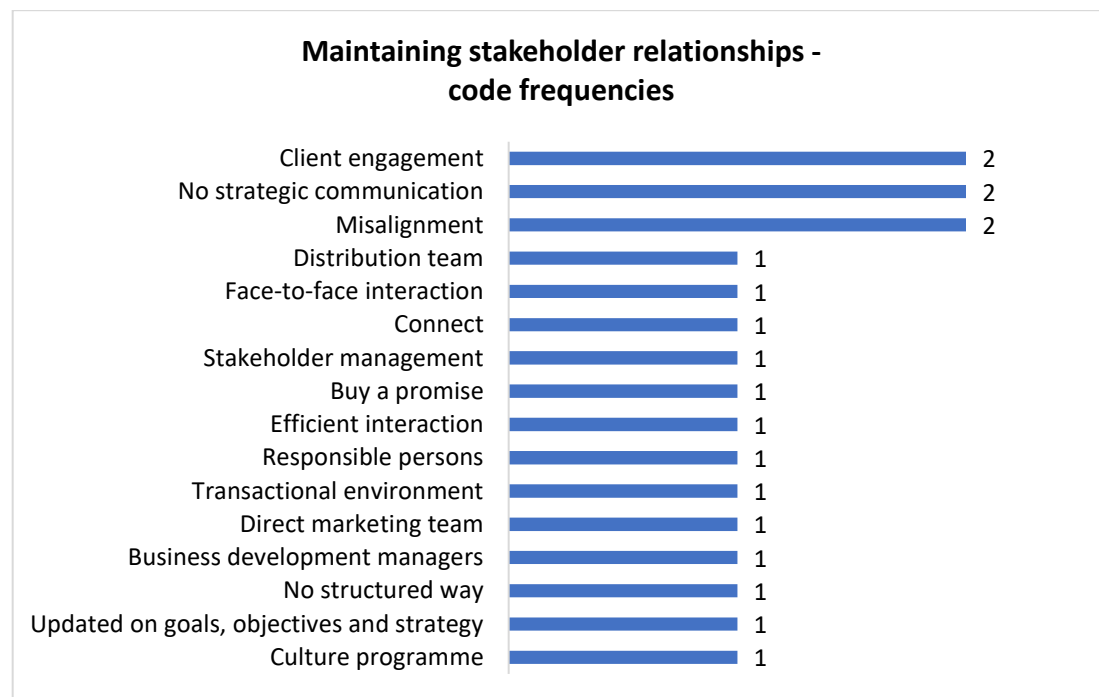 Maintaining stakeholder relationships -
code frequencies
Client engagement 2
No strategic communication 2
Misalignment 2
Distribution team 1
Face-to-face interaction 1
Connect 1
Stakeholder management 1
Buy a promise 1
Efficient interaction 1
Responsible persons 1
Transactional environment 1
Direct marketing team 1
Business development managers 1
No structured way 1
Updated on goals, objectives and strategy 1
Culture programme 1